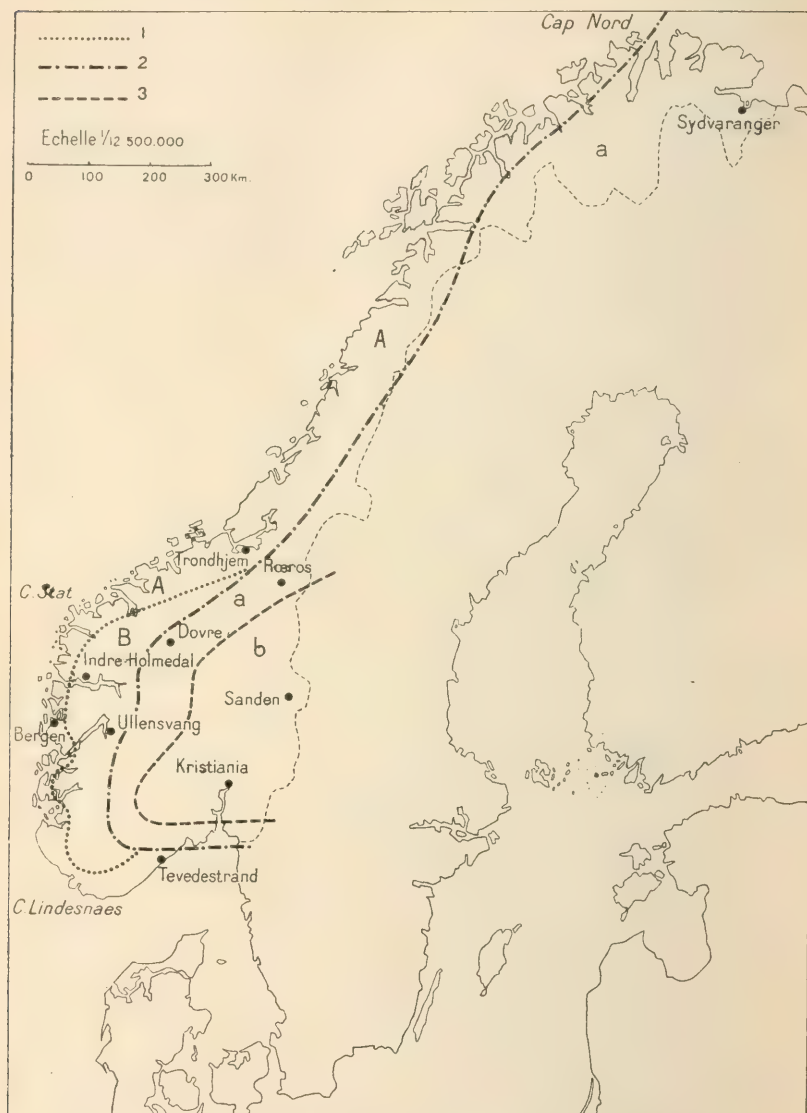 Cap Nord
1
2
3
Echelle 1/12 500.000
0 100 200 300 Km.
Sydvaranger
a
A
Trondhjem
Rœros
C. Stat
A
a
B
Dovre
b
Indre-Holmedal
Sanden
Bergen
Ullensvang
Kristiania
Tevedestrand
C. Lindesnaes